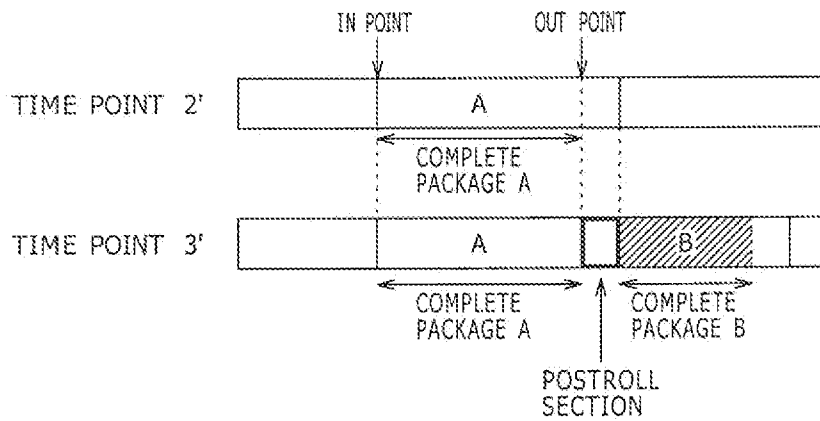 IN POINT
OUT POINT
TIME POINT 2'
A
COMPLETE
PACKAGE A
TIME POINT 3'
A
B
COMPLETE
PACKAGE A
COMPLETE
PACKAGE B
POSTROLL
SECTION